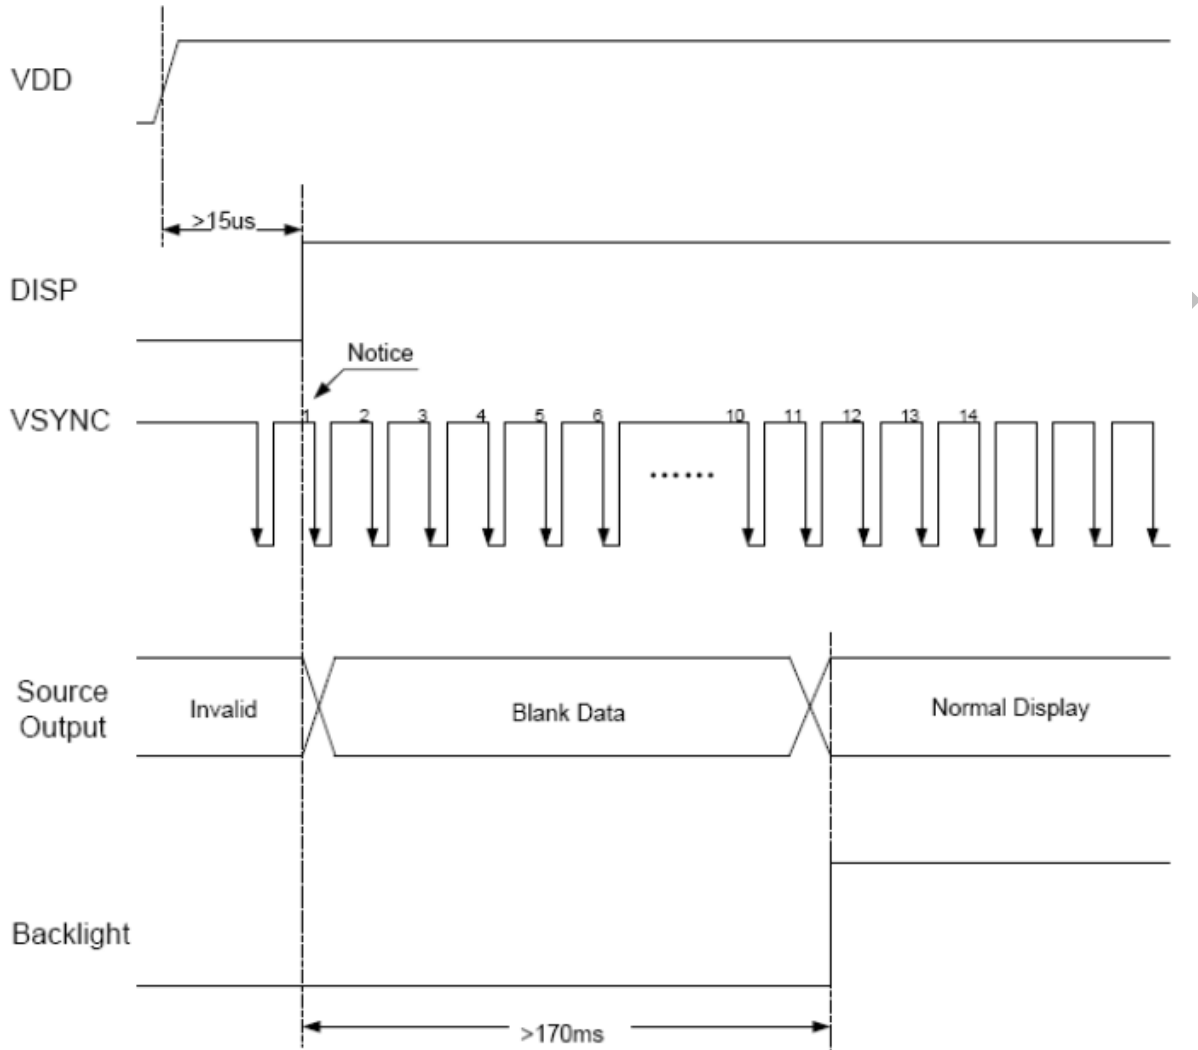 VDD
>15us
DISP
Notice
VSYNC
1 2 3 4 5 6 10 11 12 13 14
......
Source
Output
Invalid
Blank Data
Normal Display
Backlight
>170ms